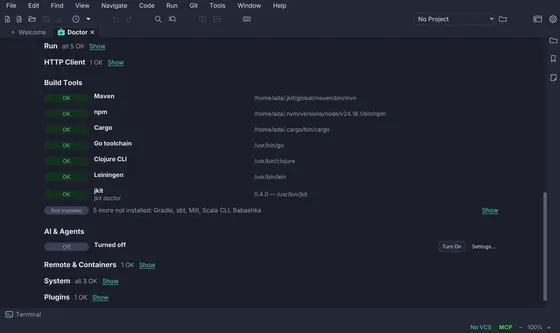 File Edit Find View Navigate Code Run Git Tools Window Help
No Project
Welcome Doctor ×
Run all 5 OK Show
HTTP Client 1 OK Show
Build Tools
OK Maven /home/ada/.jkit/global/maven/bin/mvn
OK npm /home/ada/.nvm/versions/node/v24.18.1/bin/npm
OK Cargo /home/ada/.cargo/bin/cargo
OK Go toolchain /usr/bin/go
OK Clojure CLI /usr/bin/clojure
OK Leiningen /usr/bin/lein
OK jkit 0.4.0 — /usr/bin/jkit
jkit doctor
Not installed 5 more not installed: Gradle, sbt, Mill, Scala CLI, Babashka Show
AI & Agents
Off Turned off Turn On Settings...
Remote & Containers 1 OK Show
System all 3 OK Show
Plugins 1 OK Show
Terminal
No VCS MCP − 100% +